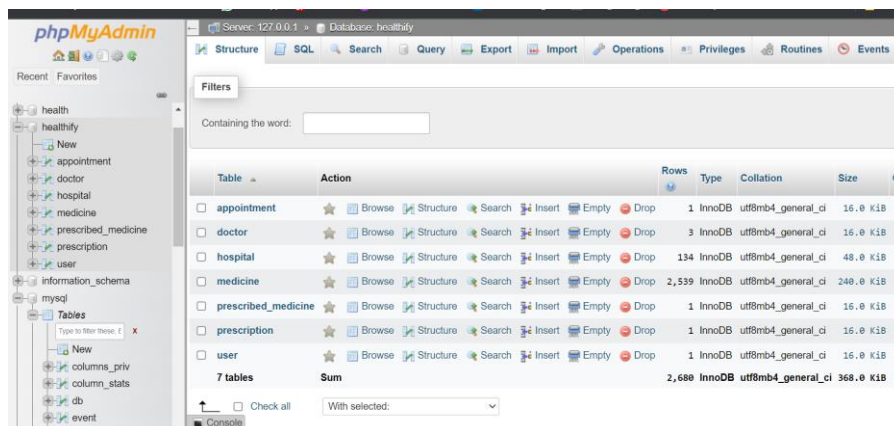 phpMyAdmin
Recent Favorites
health
healthify
New
appointment
doctor
hospital
medicine
prescribed_medicine
prescription
user
information_schema
mysql
Tables
x
New
columns_priv
column_stats
db
event
Server: 127.0.0.1 » Database: healthify
Structure SQL Search Query Export Import Operations Privileges Routines Events
Filters
Containing the word:
Table Action Rows Type Collation Size
appointment Browse Structure Search Insert Empty Drop 1 InnoDB utf8mb4_general_ci 16.0 KiB
doctor Browse Structure Search Insert Empty Drop 3 InnoDB utf8mb4_general_ci 16.0 KiB
hospital Browse Structure Search Insert Empty Drop 134 InnoDB utf8mb4_general_ci 48.0 KiB
medicine Browse Structure Search Insert Empty Drop 2,539 InnoDB utf8mb4_general_ci 240.0 KiB
prescribed_medicine Browse Structure Search Insert Empty Drop 1 InnoDB utf8mb4_general_ci 16.0 KiB
prescription Browse Structure Search Insert Empty Drop 1 InnoDB utf8mb4_general_ci 16.0 KiB
user Browse Structure Search Insert Empty Drop 1 InnoDB utf8mb4_general_ci 16.0 KiB
7 tables Sum 2,680 InnoDB utf8mb4_general_ci 368.0 KiB
Check all With selected:
Console